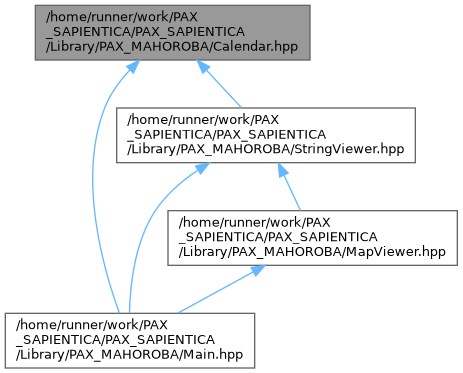 /home/runner/work/PAX
_SAPIENTICA/PAX_SAPIENTICA
/Library/PAX_MAHOROBA/Calendar.hpp
/home/runner/work/PAX
_SAPIENTICA/PAX_SAPIENTICA
/Library/PAX_MAHOROBA/StringViewer.hpp
/home/runner/work/PAX
_SAPIENTICA/PAX_SAPIENTICA
/Library/PAX_MAHOROBA/MapViewer.hpp
/home/runner/work/PAX
_SAPIENTICA/PAX_SAPIENTICA
/Library/PAX_MAHOROBA/Main.hpp